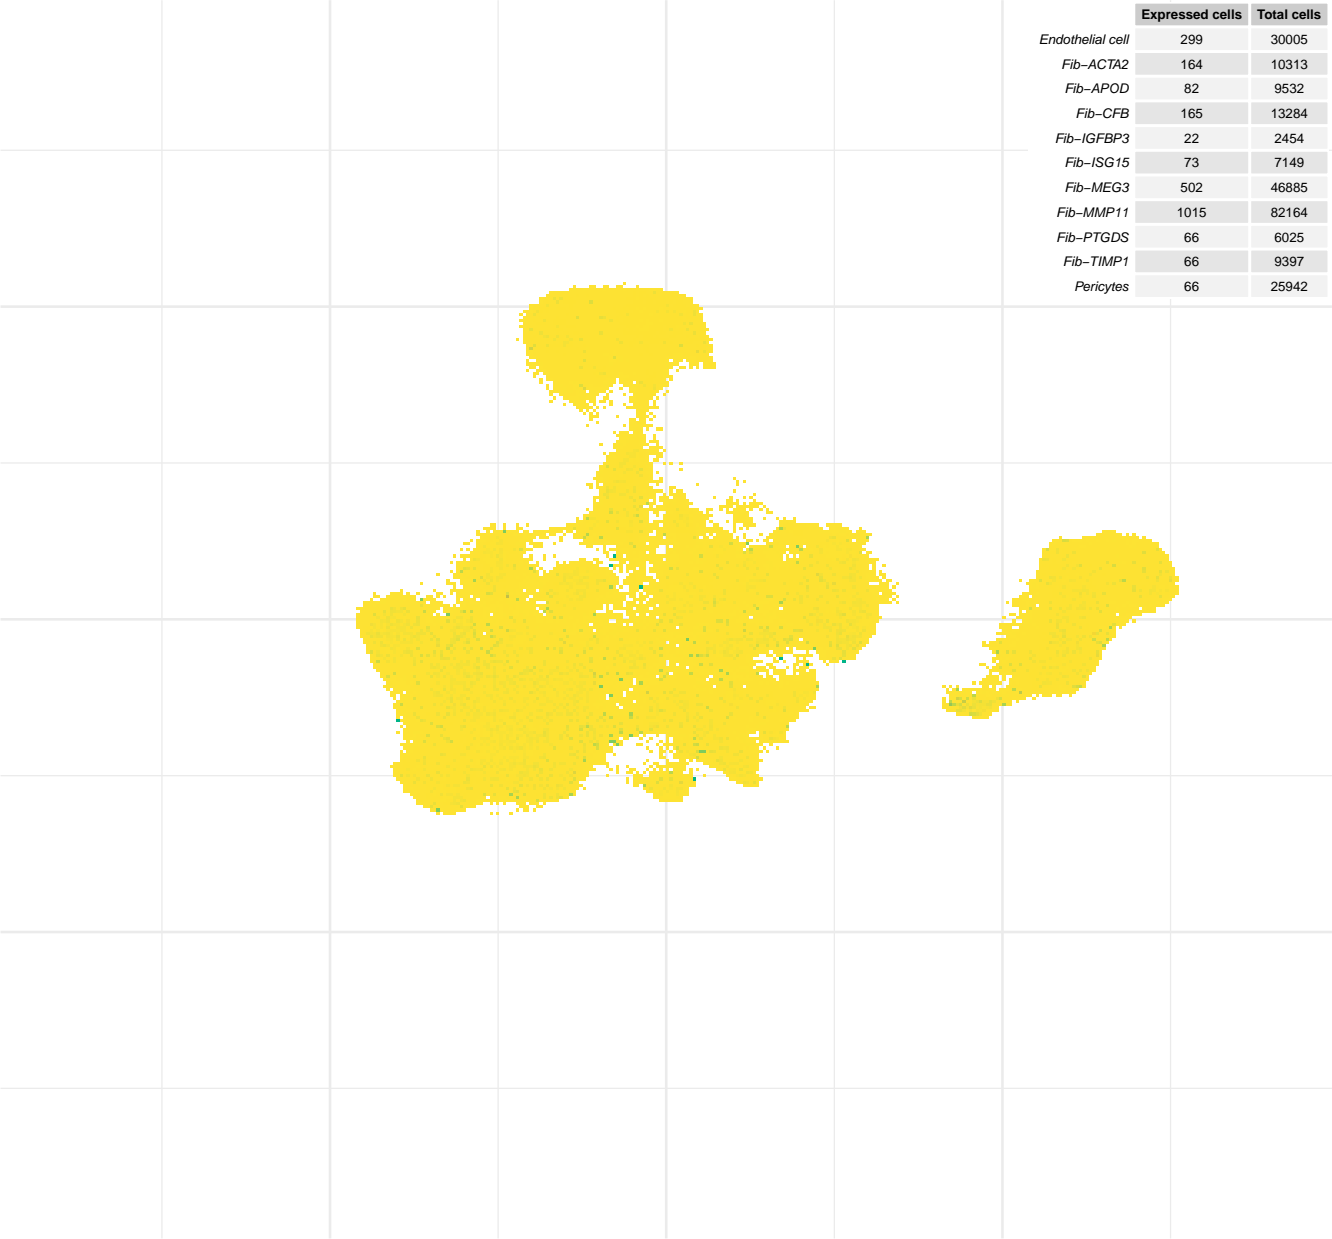 Expressed cells Total cells
Endothelial cell 299 30005
Fib−ACTA2 164 10313
Fib−APOD 82 9532
Fib−CFB 165 13284
Fib−IGFBP3 22 2454
Fib−ISG15 73 7149
Fib−MEG3 502 46885
Fib−MMP11 1015 82164
Fib−PTGDS 66 6025
Fib−TIMP1 66 9397
Pericytes 66 25942